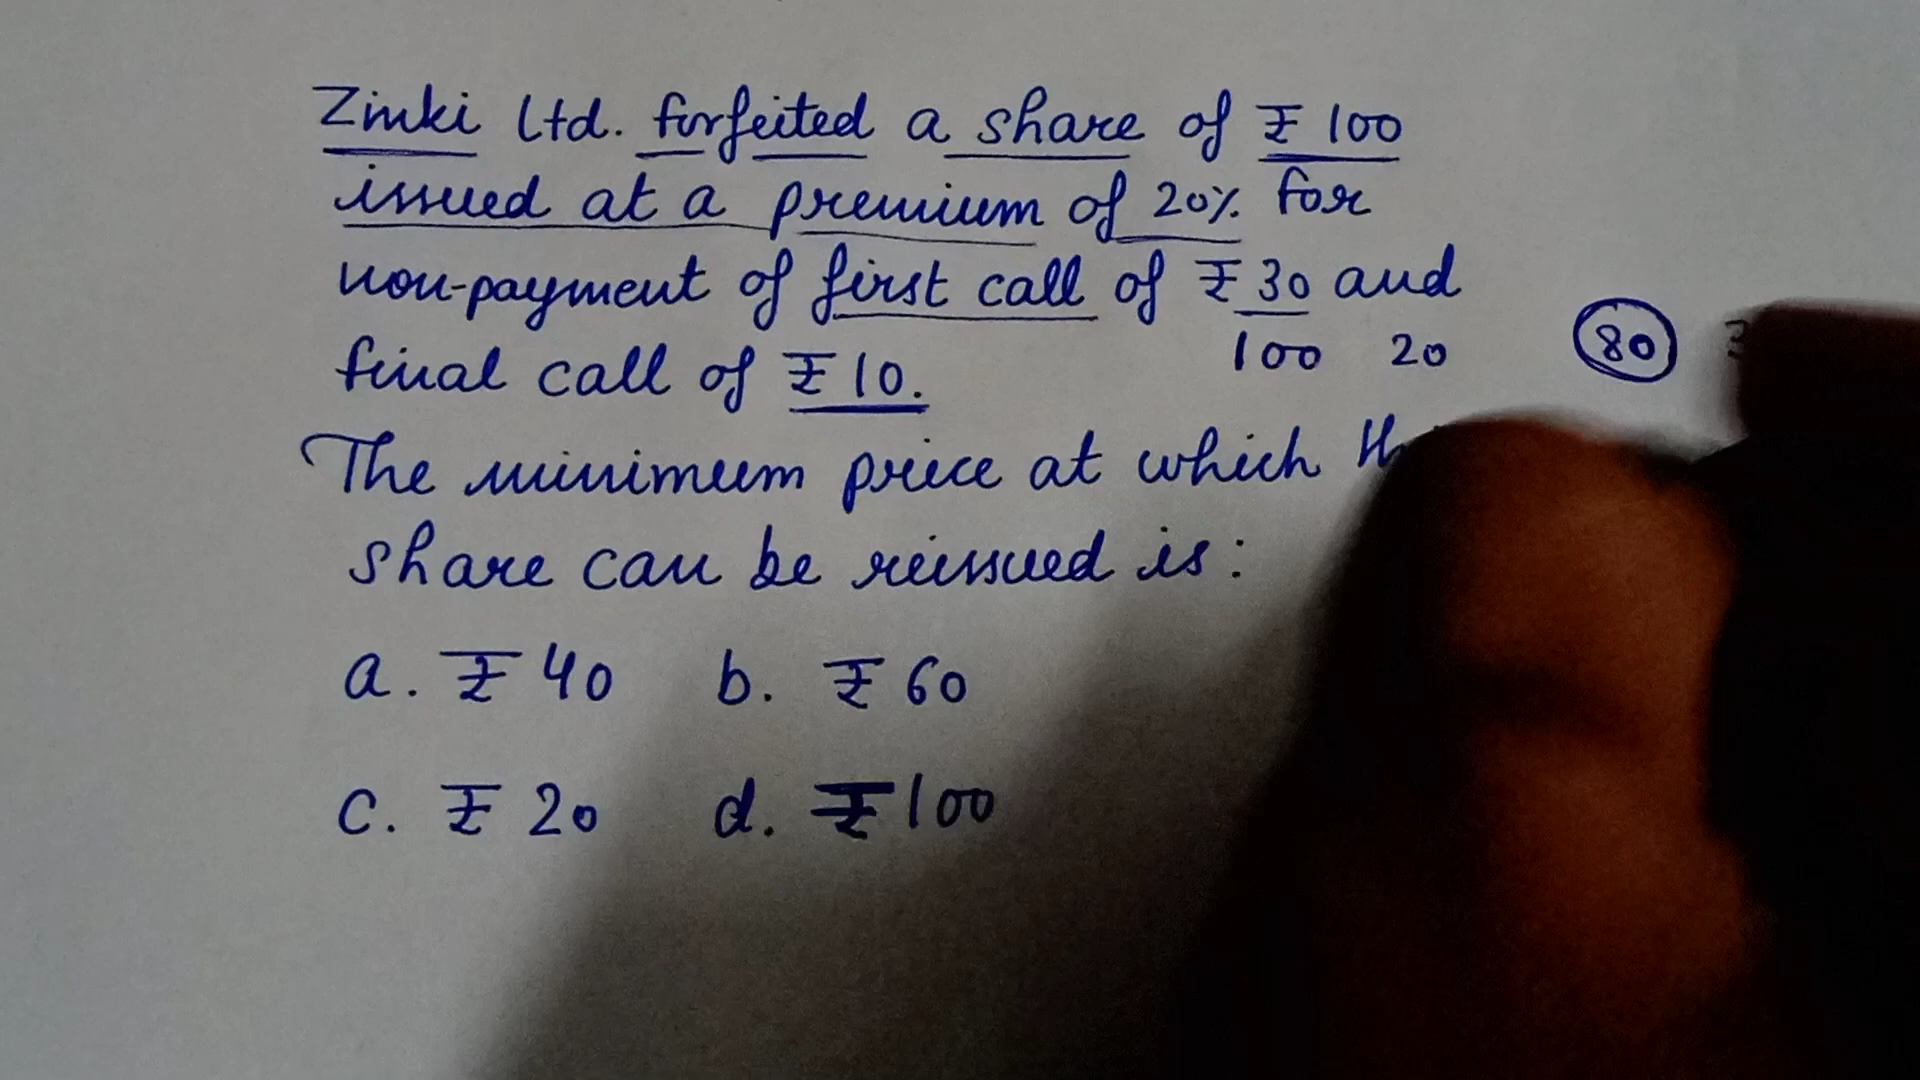 Zinki Ltd. forfeited a share of ₹ 100
issued at a premium of 20% for
non-payment of first call of ₹ 30 and
final call of ₹ 10.
100 20
80
The minimum price at which
share can be reissued is:
a. ₹ 40 b. ₹ 60
c. ₹ 20 d. ₹ 100